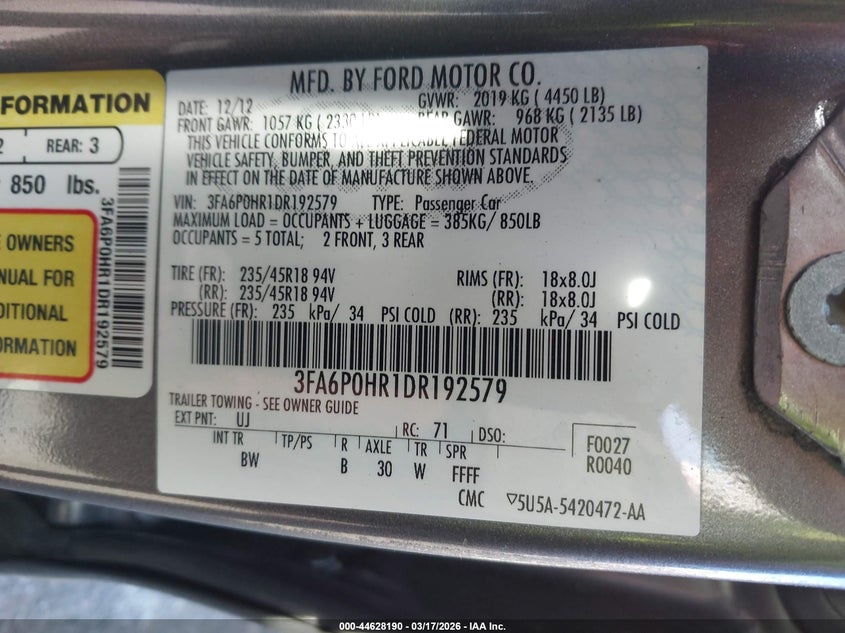 FORMATION
2 REAR: 3
850 lbs.
E OWNERS
NUAL FOR
DITIONAL
ORMATION
3FA6P0HR1DR192579
MFD. BY FORD MOTOR CO.
DATE: 12/12 GVWR: 2019 KG ( 4450 LB)
FRONT GAWR: 1057 KG ( 2330 LB) REAR GAWR: 968 KG ( 2135 LB)
THIS VEHICLE CONFORMS TO ALL APPLICABLE FEDERAL MOTOR
VEHICLE SAFETY, BUMPER, AND THEFT PREVENTION STANDARDS
IN EFFECT ON THE DATE OF MANUFACTURE SHOWN ABOVE.
VIN: 3FA6P0HR1DR192579 TYPE: Passenger Car
MAXIMUM LOAD = OCCUPANTS + LUGGAGE = 385KG/ 850LB
OCCUPANTS = 5 TOTAL; 2 FRONT, 3 REAR
TIRE (FR): 235/45R18 94V RIMS (FR): 18x8.0J
(RR): 235/45R18 94V (RR): 18x8.0J
PRESSURE (FR): 235 kPa/ 34 PSI COLD (RR): 235 kPa/ 34 PSI COLD
3FA6P0HR1DR192579
TRAILER TOWING - SEE OWNER GUIDE
EXT PNT: UJ RC: 71 DSO:
INT TR TP/PS R AXLE TR SPR
BW B 30 W FFFF
F0027
R0040
CMC ▽5U5A-5420472-AA
000-44628190 — 03/17/2026 — IAA Inc.